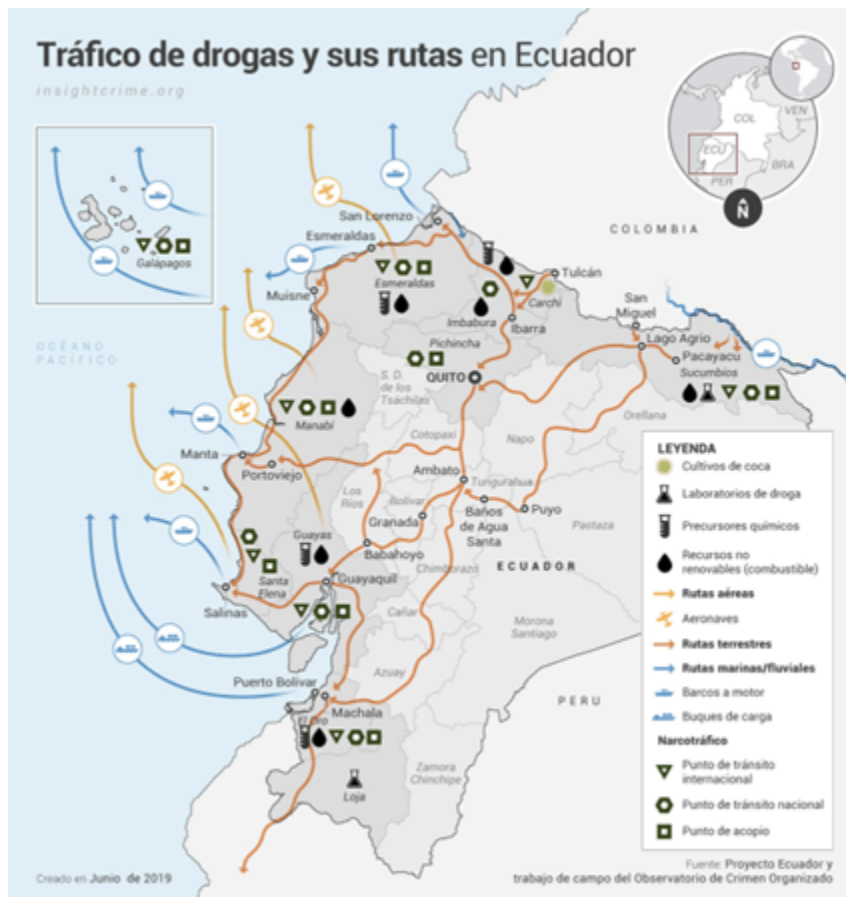 Tráfico de drogas y sus rutas en Ecuador
insightcrime.org
COL
VEN
ECU
BRA
PER
N
COLOMBIA
San Lorenzo
Esmeraldas
Galápagos
Tulcán
Esmeraldas
Carchi
Muisne
San
Miguel
Imbabura
Ibarra
OCÉANO
PACÍFICO
Pichincha
Lago Agrio
Pacayacu
QUITO
Sucumbios
S. D.
de los
Tsáchilas
Orellana
Manabí
Cotopaxi
Napo
Manta
Portoviejo
Ambato
Tungurahua
Los
Ríos
Bolívar
Baños
de Agua
Santa
Puyo
Granada
Pastaza
Guayas
Babahoyo
ECUADOR
Chimborazo
Santa
Elena
Guayaquil
Salinas
Cañar
Morona
Santiago
Azuay
Puerto Bolívar
PERU
Machala
El Oro
Zamora
Chinchipe
Loja
LEYENDA
Cultivos de coca
Laboratorios de droga
Precursores químicos
Recursos no
renovables (combustible)
Rutas aéreas
Aeronaves
Rutas terrestres
Rutas marinas/fluviales
Barcos a motor
Buques de carga
Narcotráfico
Punto de tránsito
internacional
Punto de tránsito nacional
Punto de acopio
Creado en Junio de 2019
Fuente: Proyecto Ecuador y
trabajo de campo del Observatorio de Crimen Organizado